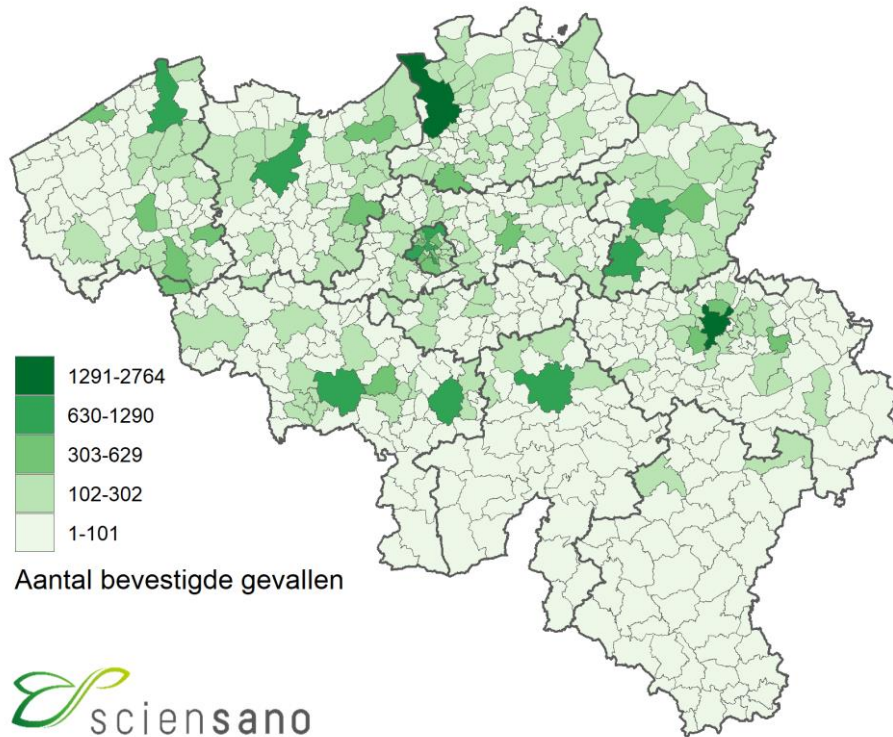 1291-2764
630-1290
303-629
102-302
1-101
Aantal bevestigde gevallen
sciensano